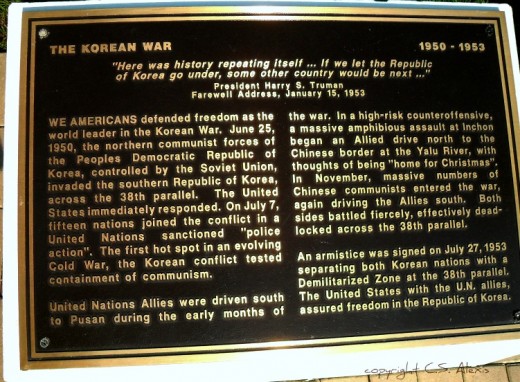 THE KOREAN WAR 1950 - 1953
"Here was history repeating itself ... If we let the Republic
of Korea go under, some other country would be next ..."
President Harry S. Truman
Farewell Address, January 15, 1953
WE AMERICANS defended freedom as the
world leader in the Korean War. June 25,
1950, the northern communist forces of
the Peoples Democratic Republic of
Korea, controlled by the Soviet Union,
invaded the southern Republic of Korea,
across the 38th parallel. The United
States immediately responded. On July 7,
fifteen nations joined the conflict in a
United Nations sanctioned "police
action". The first hot spot in an evolving
Cold War, the Korean conflict tested
containment of communism.
United Nations Allies were driven south
to Pusan during the early months of
the war. In a high-risk counteroffensive,
a massive amphibious assault at Inchon
began an Allied drive north to the
Chinese border at the Yalu River, with
thoughts of being "home for Christmas".
In November, massive numbers of
Chinese communists entered the war,
again driving the Allies south. Both
sides battled fiercely, effectively dead-
locked across the 38th parallel.
An armistice was signed on July 27, 1953
separating both Korean nations with a
Demilitarized Zone at the 38th parallel.
The United States with the U.N. allies,
assured freedom in the Republic of Korea.
copyright C.S. Alexis